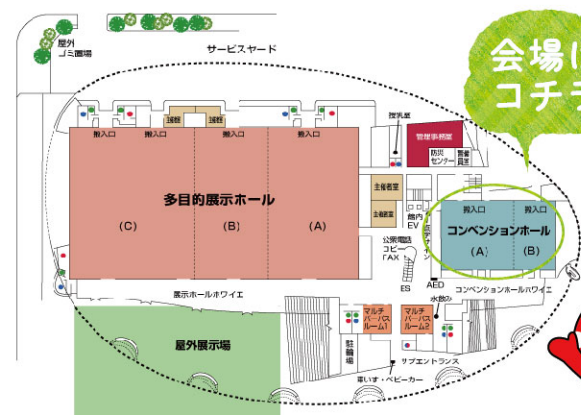 屋外
ゴミ置場
サービスヤード
会場は
コチラ
授乳室
管理事務室
防災
センター
主催者室
主催者室
館内
EV
搬入口
搬入口
搬入口
搬入口
搬入口
搬入口
多目的展示ホール
(C)
(B)
(A)
コンベンションホール
(A)
(B)
公衆電話
コピー
FAX
ES
AED
水飲み
展示ホールホワイエ
コンベンションホールホワイエ
屋外展示場
駐輪場
マルチ
パーパス
ルーム1
マルチ
パーパス
ルーム2
サブエントランス
車いす・ベビーカー